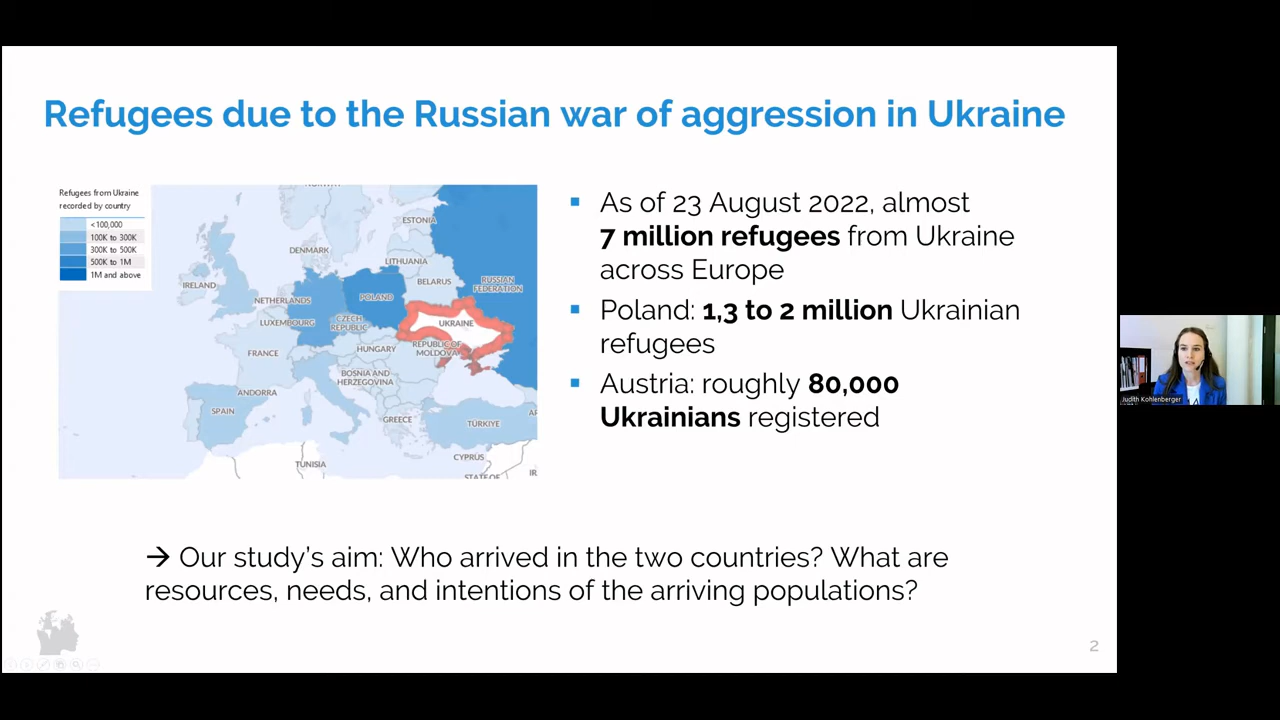 Refugees due to the Russian war of aggression in Ukraine
Refugees from Ukraine
recorded by country
<100,000
100K to 300K
300K to 500K
500K to 1M
1M and above
NORWAY
ESTONIA
DENMARK
LITHUANIA
IRELAND
BELARUS
RUSSIAN
FEDERATION
NETHERLANDS
POLAND
LUXEMBOURG
CZECH
REPUBLIC
UKRAINE
FRANCE
HUNGARY
REPUBLIC OF
MOLDOVA
BOSNIA AND
HERZEGOVINA
ANDORRA
SPAIN
GREECE
TÜRKIYE
AR
CYPRUS
TUNISIA
STATE OF
IR
As of 23 August 2022, almost
7 million refugees from Ukraine
across Europe
Poland: 1,3 to 2 million Ukrainian
refugees
Austria: roughly 80,000
Ukrainians registered
→ Our study's aim: Who arrived in the two countries? What are
resources, needs, and intentions of the arriving populations?
2
Judith Kohlenberger